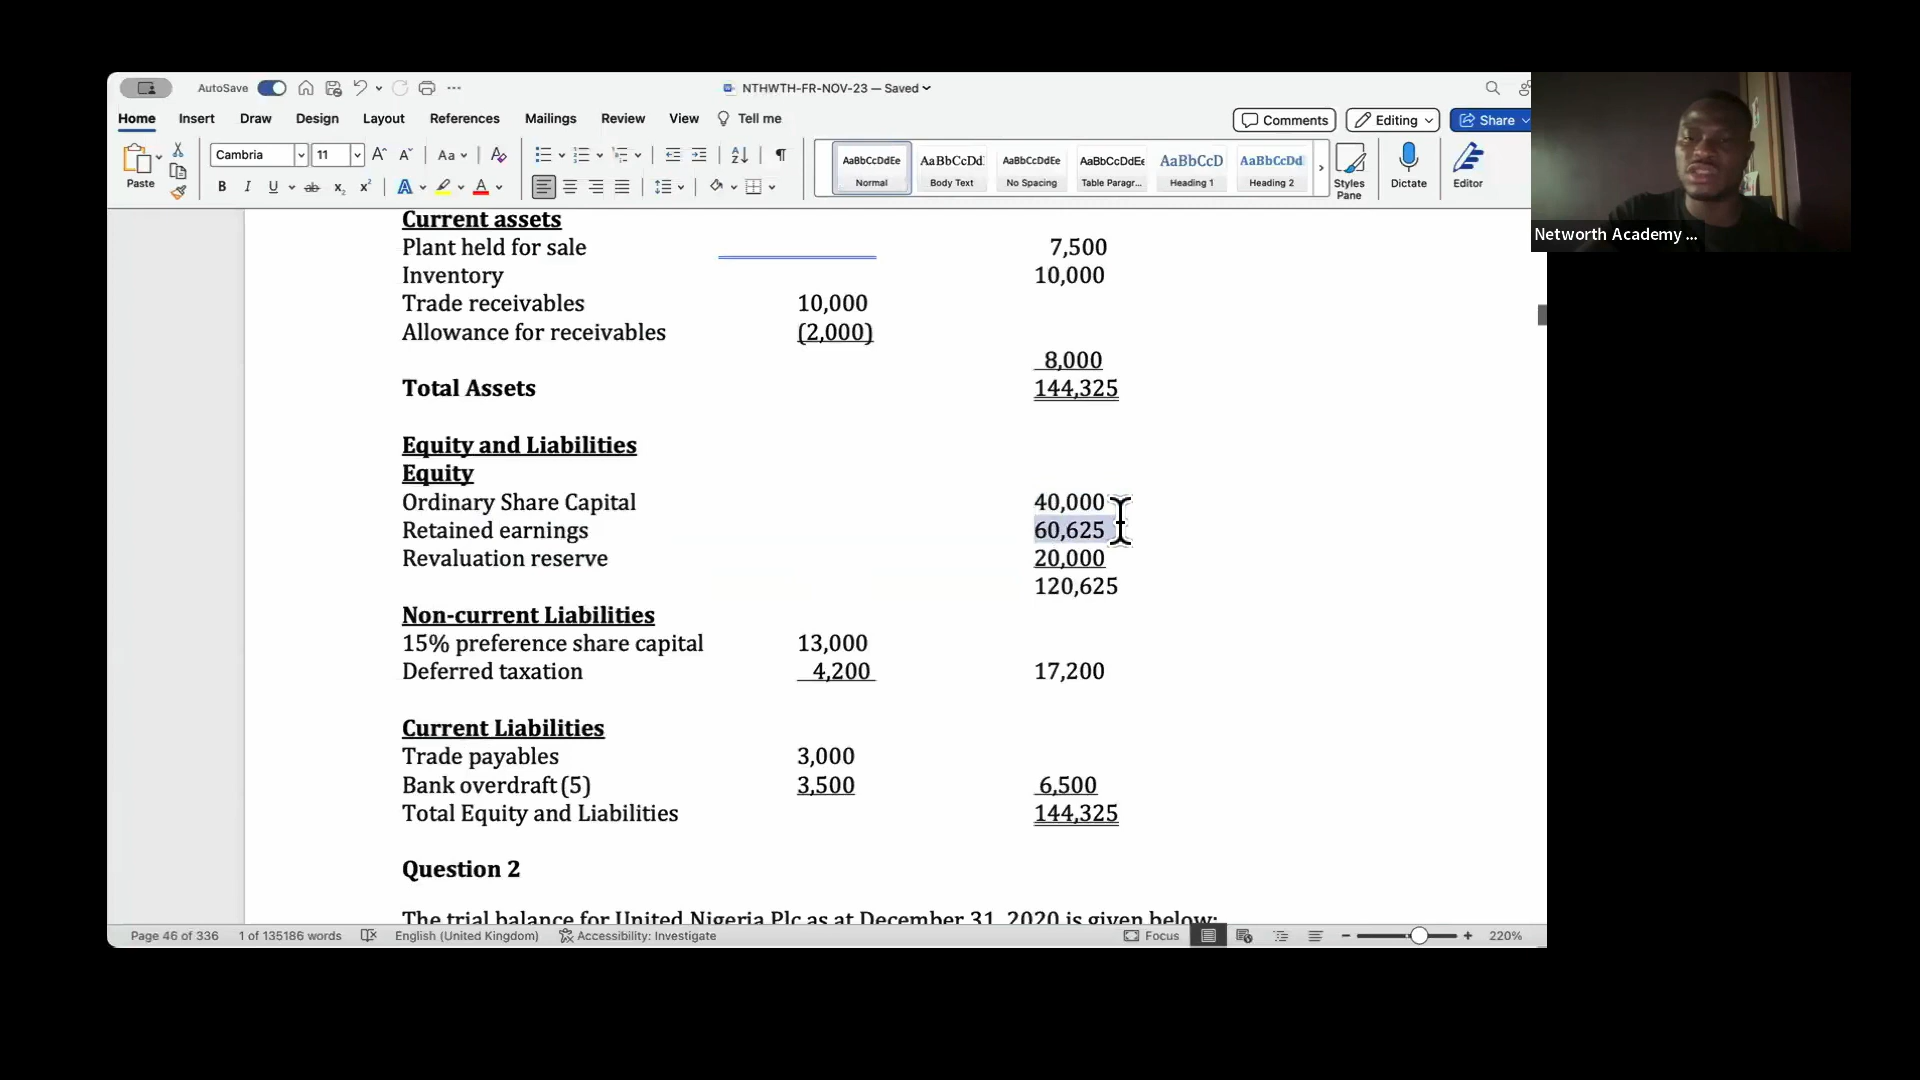 AutoSave
NTHWTH-FR-NOV-23 — Saved
Home Insert Draw Design Layout References Mailings Review View Tell me
Comments Editing Share
Paste
Cambria 11
AaBbCcDdEe Normal
AaBbCcDd Body Text
AaBbCcDdEe No Spacing
AaBbCcDdEe Table Paragr...
AaBbCcD Heading 1
AaBbCcDd Heading 2
Styles Pane
Dictate
Editor
Networth Academy ...
Current assets
Plant held for sale 7,500
Inventory 10,000
Trade receivables 10,000
Allowance for receivables (2,000)
8,000
Total Assets 144,325
Equity and Liabilities
Equity
Ordinary Share Capital 40,000
Retained earnings 60,625
Revaluation reserve 20,000
120,625
Non-current Liabilities
15% preference share capital 13,000
Deferred taxation 4,200 17,200
Current Liabilities
Trade payables 3,000
Bank overdraft (5) 3,500 6,500
Total Equity and Liabilities 144,325
Question 2
The trial balance for United Nigeria Plc as at December 31, 2020 is given below:
Page 46 of 336 1 of 135186 words English (United Kingdom) Accessibility: Investigate Focus 220%